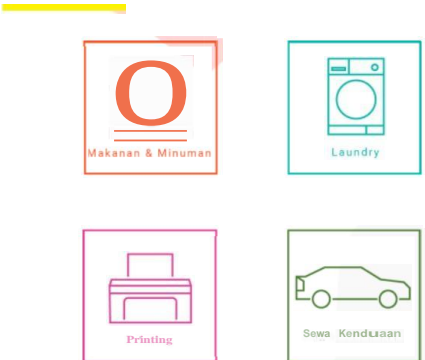 O
Makanan & Minuman
Laundry
Printing
Sewa Kenduaan